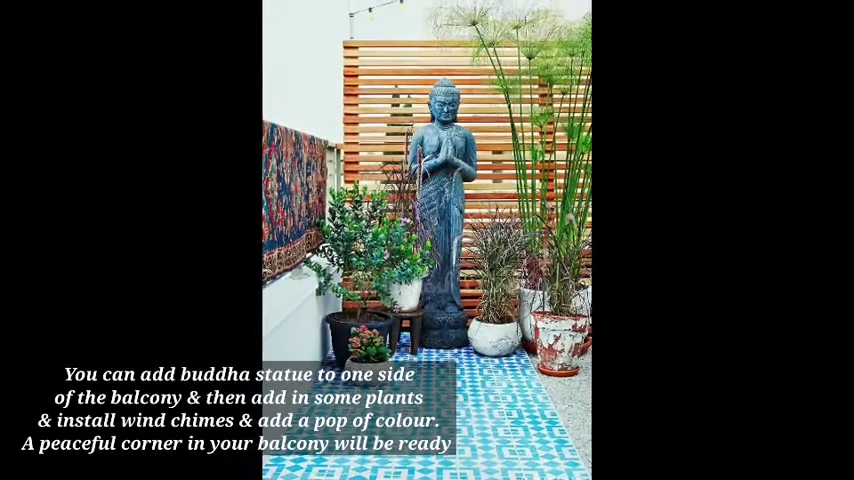 You can add buddha statue to one side
of the balcony & then add in some plants
& install wind chimes & add a pop of colour.
A peaceful corner in your balcony will be ready